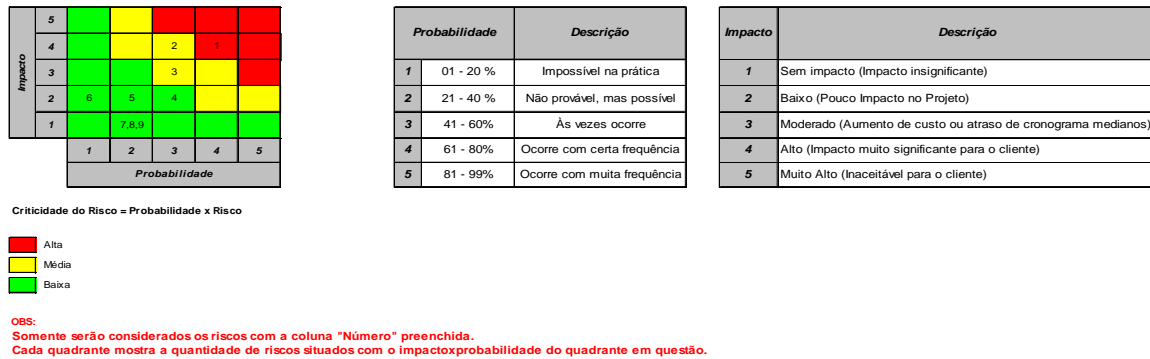 Impacto
5
4 2 1
3 3
2 6 5 4
1 7,8,9
1 2 3 4 5
Probabilidade
Probabilidade Descrição
1 01 - 20 % Impossível na prática
2 21 - 40 % Não provável, mas possível
3 41 - 60% Às vezes ocorre
4 61 - 80% Ocorre com certa frequência
5 81 - 99% Ocorre com muita frequência
Impacto Descrição
1 Sem impacto (Impacto insignificante)
2 Baixo (Pouco Impacto no Projeto)
3 Moderado (Aumento de custo ou atraso de cronograma medianos)
4 Alto (Impacto muito significante para o cliente)
5 Muito Alto (Inaceitável para o cliente)
Criticidade do Risco = Probabilidade x Risco
Alta
Média
Baixa
OBS:
Somente serão considerados os riscos com a coluna "Número" preenchida.
Cada quadrante mostra a quantidade de riscos situados com o impactoxprobabilidade do quadrante em questão.